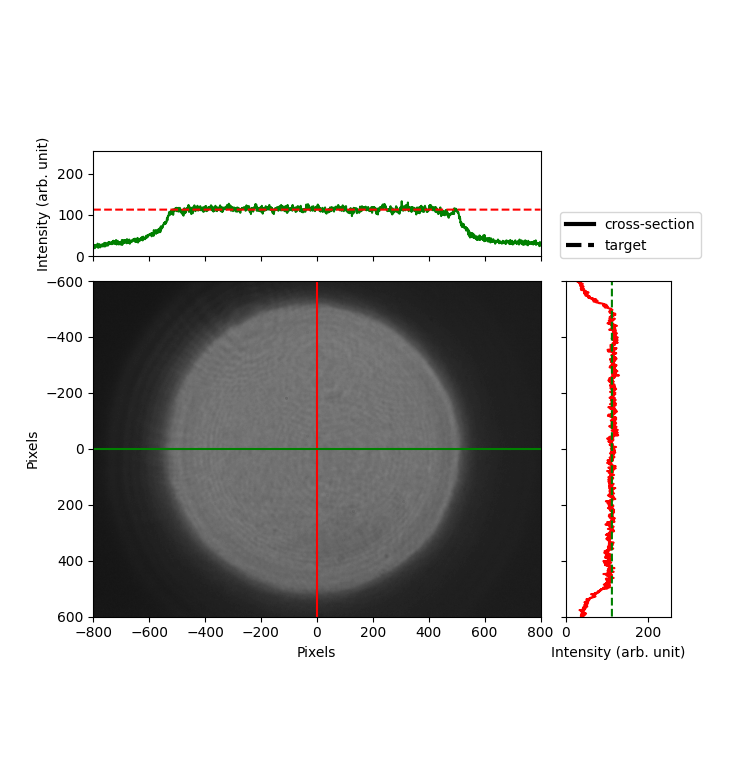 Intensity (arb. unit)
200
100
0
cross-section
target
−600
−400
−200
0
200
400
600
Pixels
−800 −600 −400 −200 0 200 400 600 800
Pixels
0 200
Intensity (arb. unit)